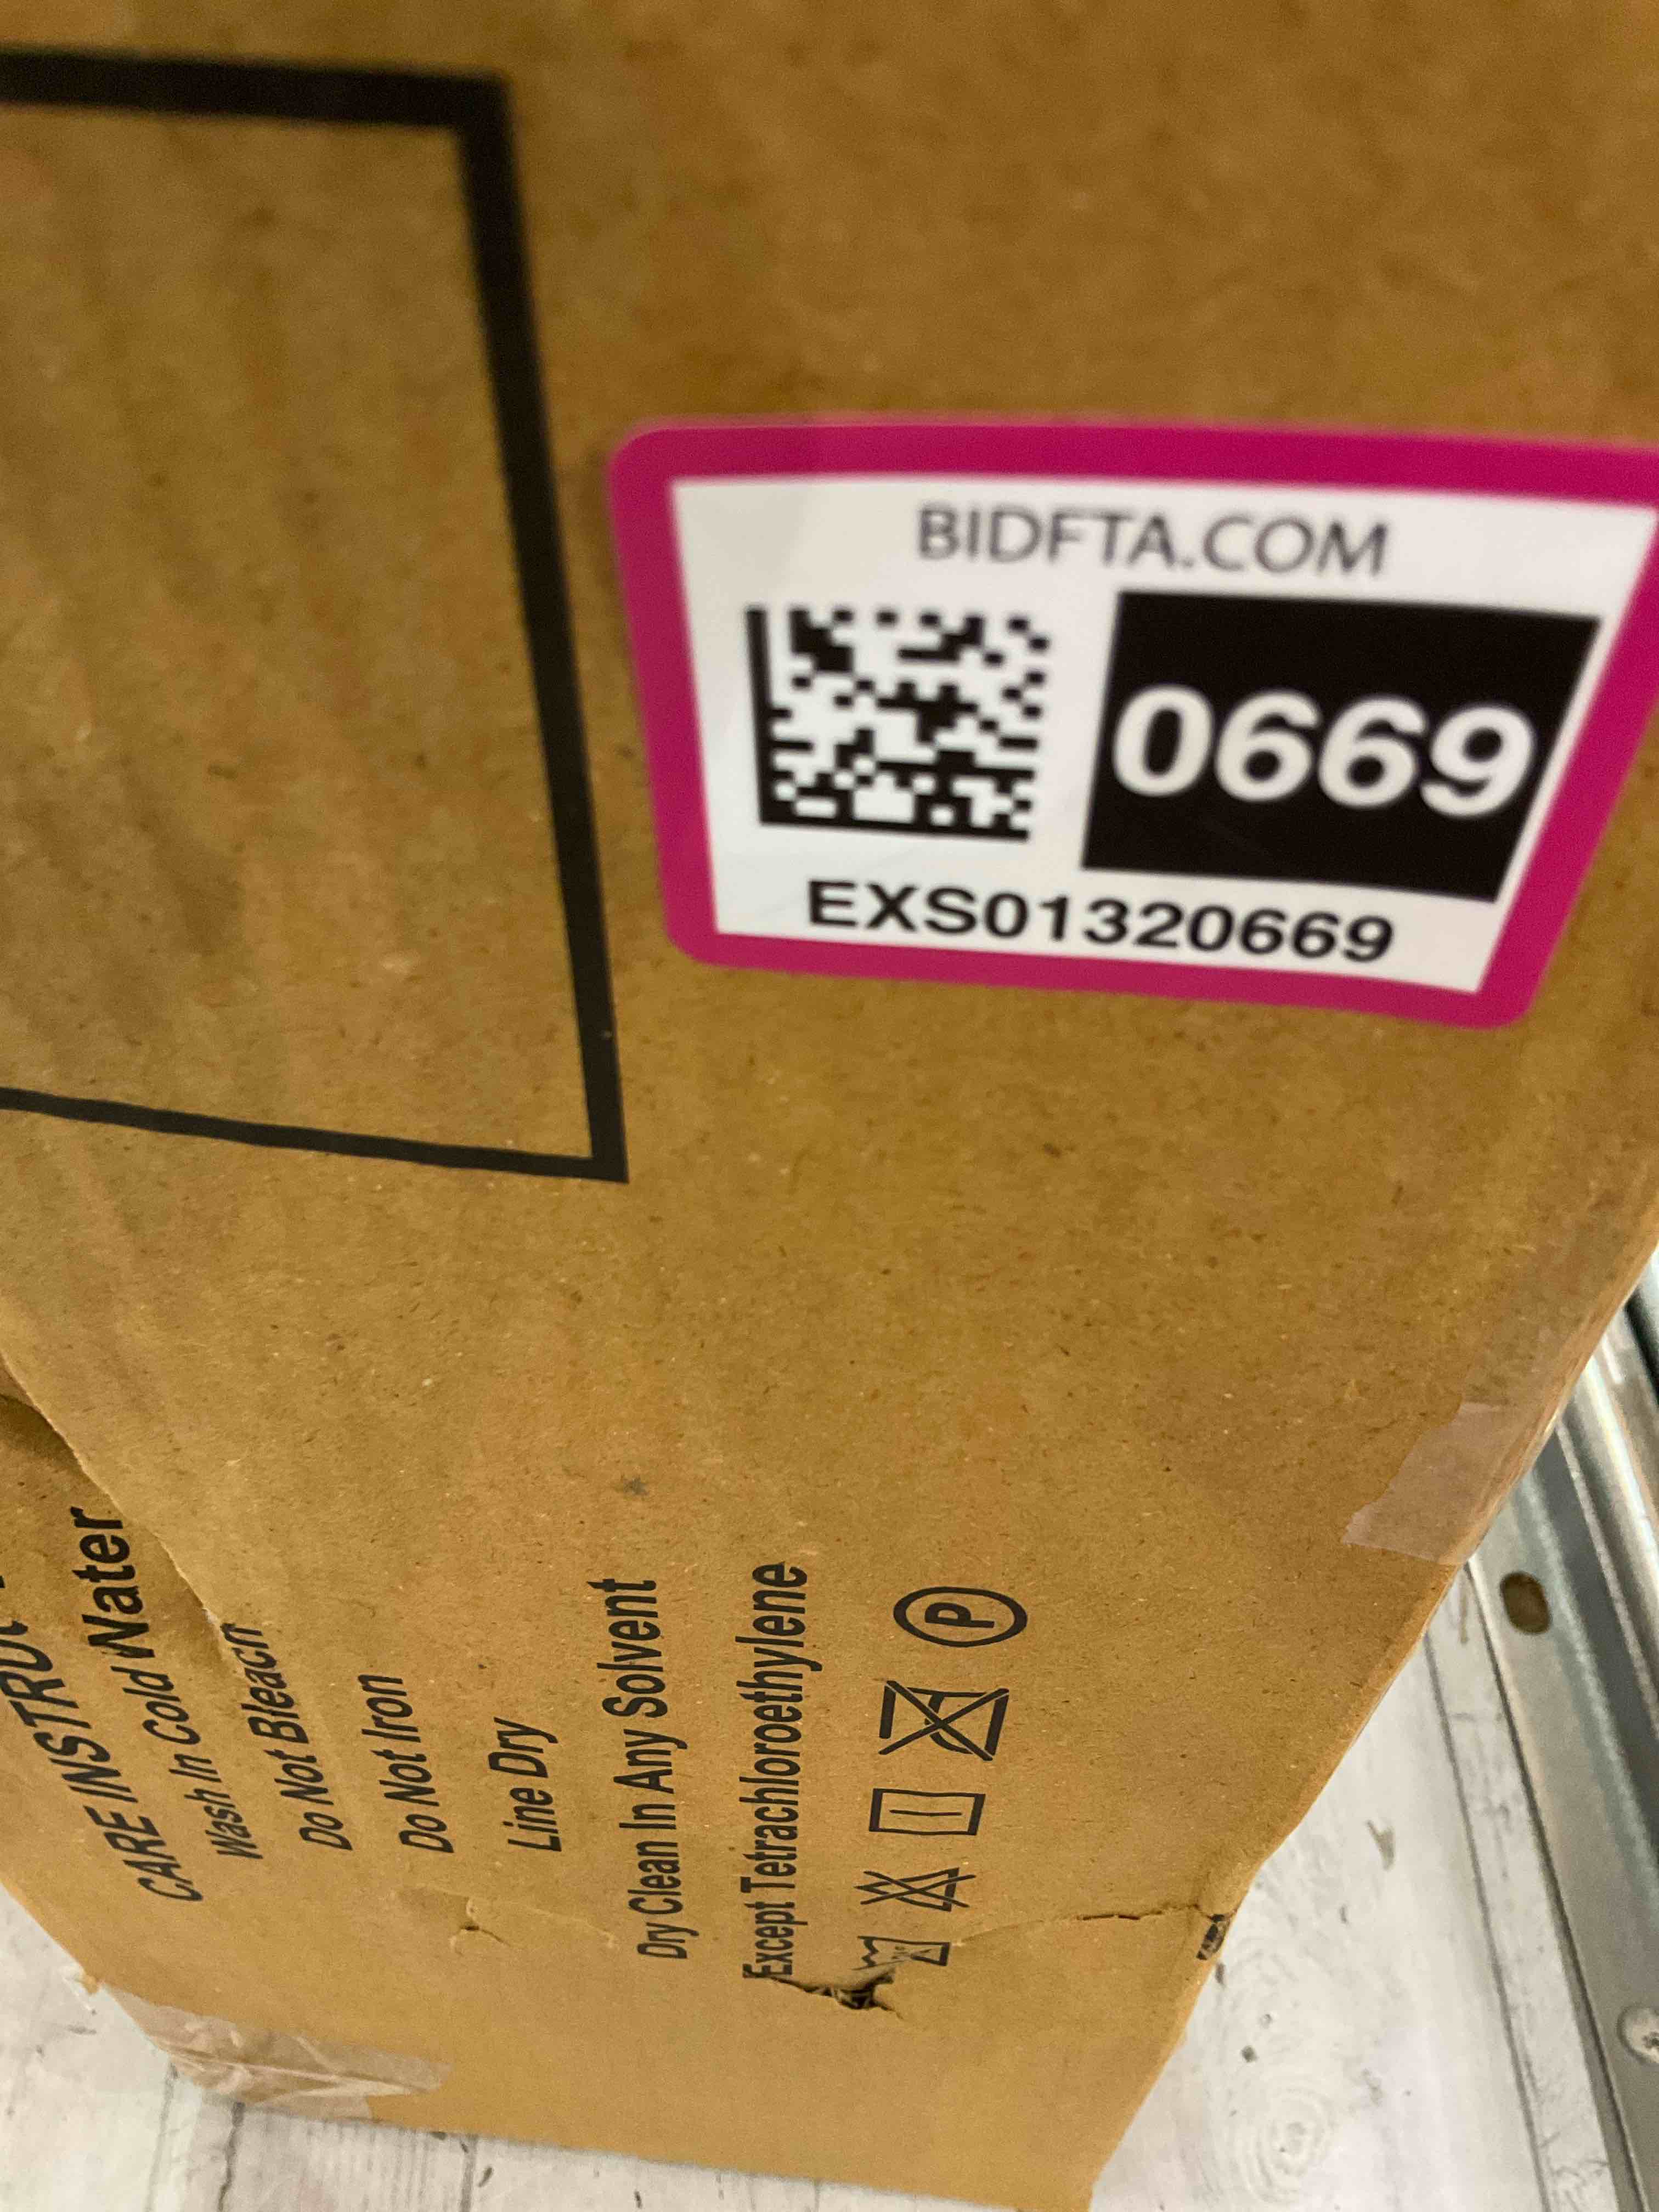 BIDFTA.COM
0669
EXS01320669
CARE
Wash In Cold Water
Do Not Bleach
Do Not Iron
Line Dry
Dry Clean In Any Solvent
Except Tetrachloroethylene
P